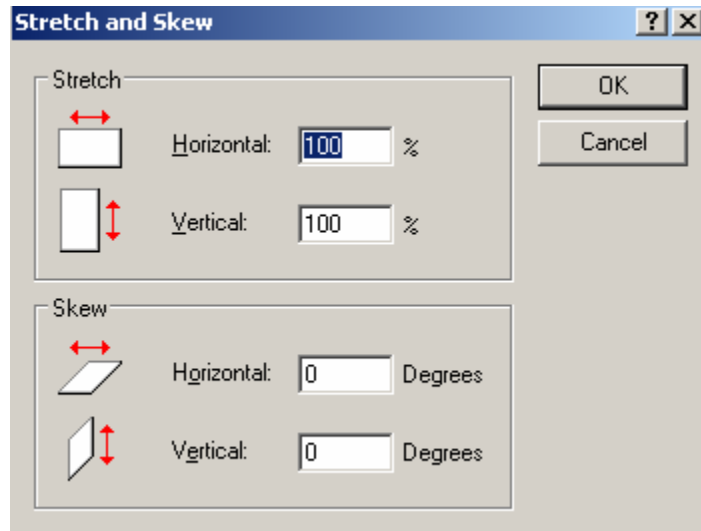 Stretch and Skew
Stretch
Horizontal: 100 %
Vertical: 100 %
Skew
Horizontal: 0 Degrees
Vertical: 0 Degrees
OK
Cancel